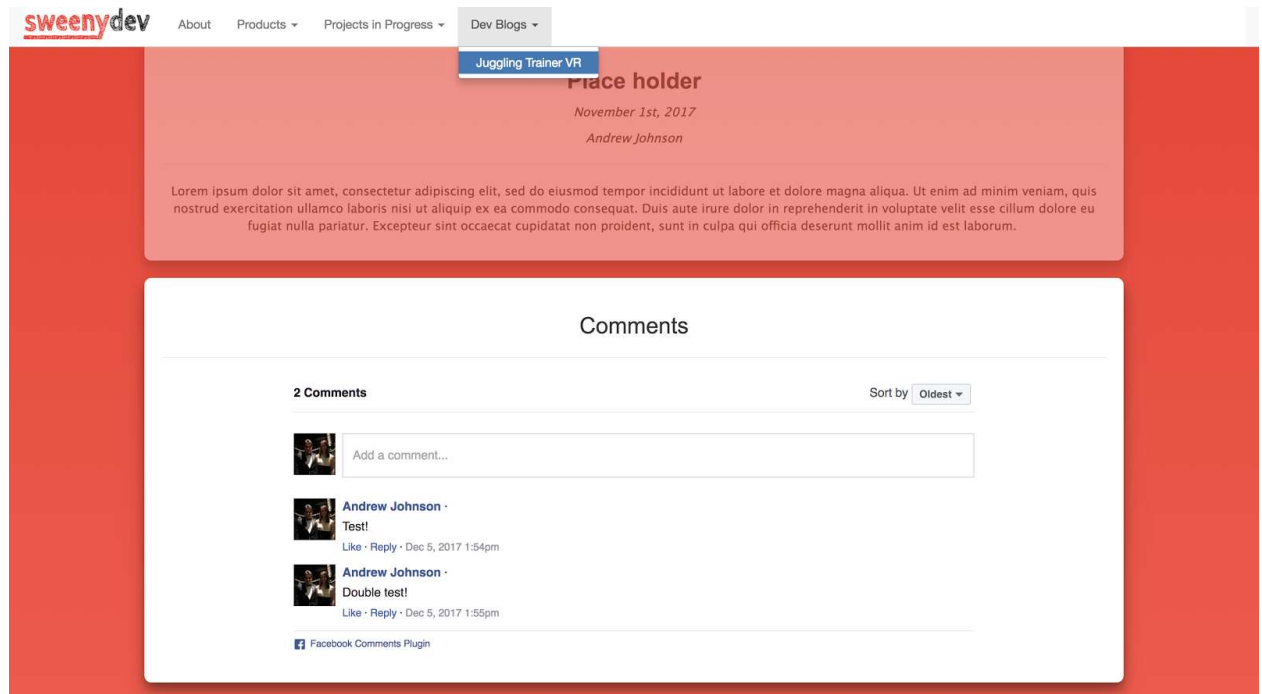 sweenydev About Products Projects in Progress Dev Blogs
Juggling Trainer VR
Place holder
November 1st, 2017
Andrew Johnson
Lorem ipsum dolor sit amet, consectetur adipiscing elit, sed do eiusmod tempor incididunt ut labore et dolore magna aliqua. Ut enim ad minim veniam, quis
nostrud exercitation ullamco laboris nisi ut aliquip ex ea commodo consequat. Duis aute irure dolor in reprehenderit in voluptate velit esse cillum dolore eu
fugiat nulla pariatur. Excepteur sint occaecat cupidatat non proident, sunt in culpa qui officia deserunt mollit anim id est laborum.
Comments
2 Comments Sort by Oldest
Add a comment...
Andrew Johnson ·
Test!
Like · Reply · Dec 5, 2017 1:54pm
Andrew Johnson ·
Double test!
Like · Reply · Dec 5, 2017 1:55pm
Facebook Comments Plugin